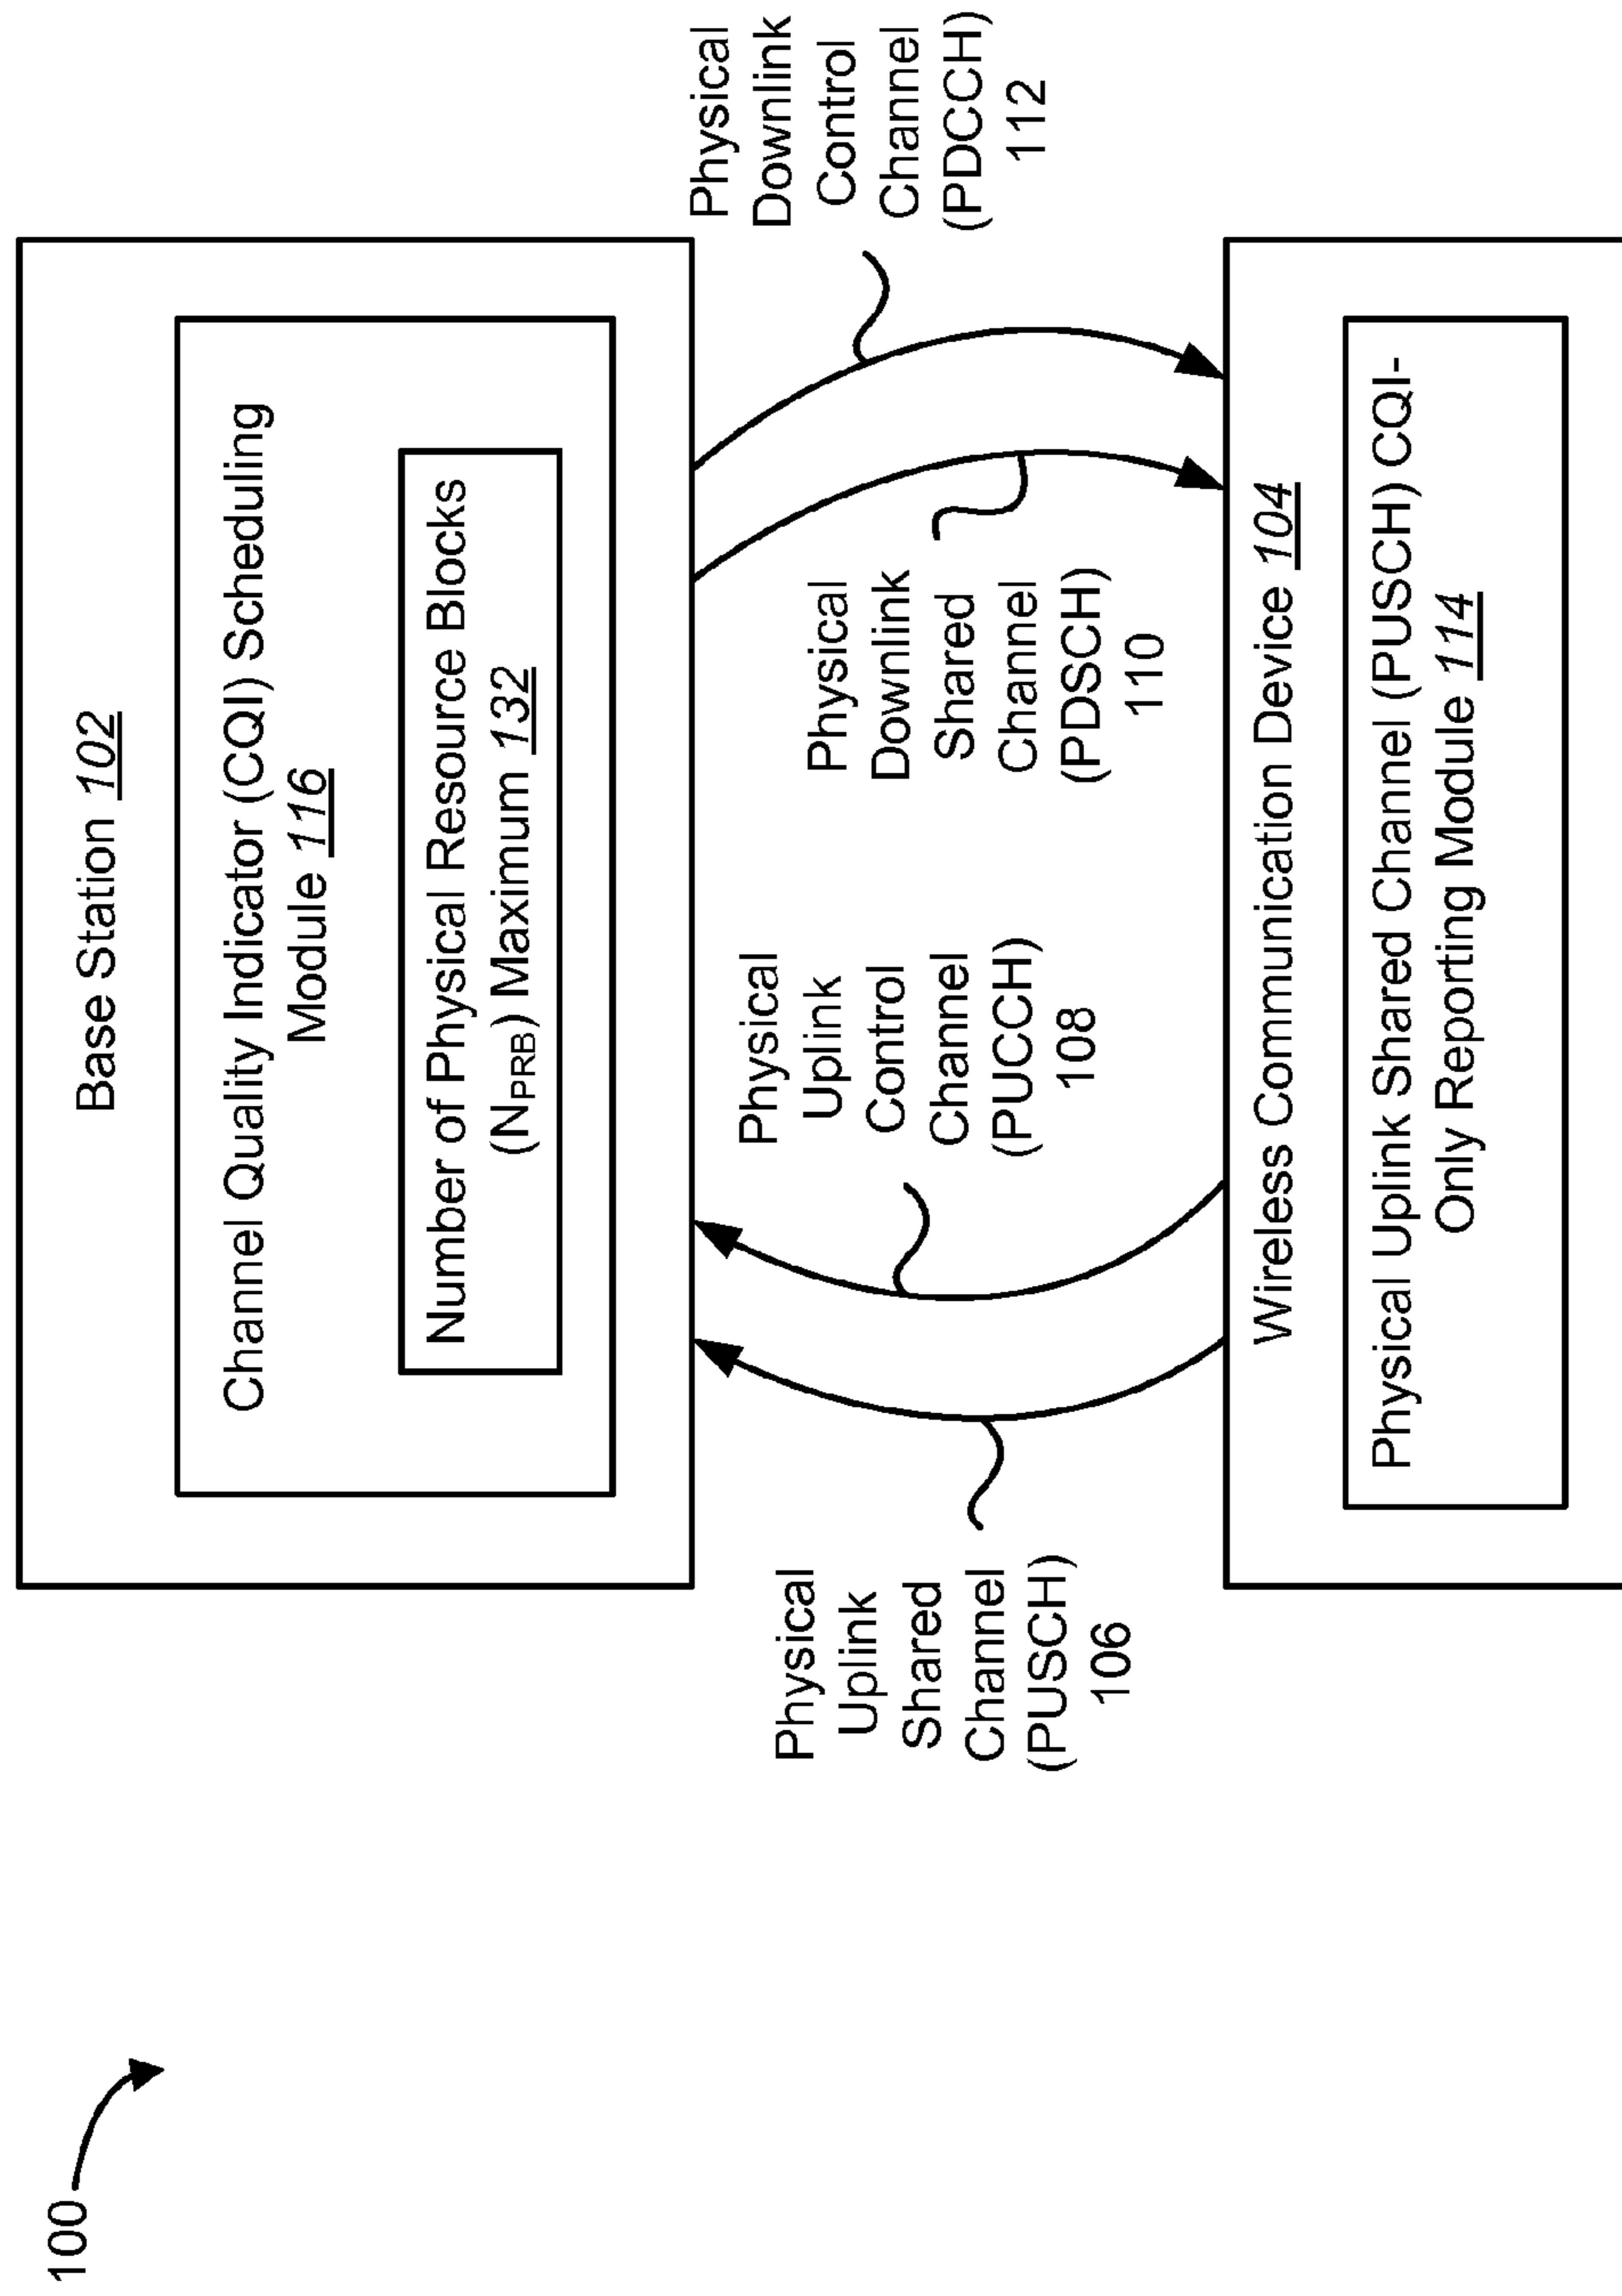 100
Base Station 102
Channel Quality Indicator (CQI) Scheduling
Module 116
Number of Physical Resource Blocks
(NPRB) Maximum 132
Physical
Uplink
Shared
Channel
(PUSCH)
106
Physical
Uplink
Control
Channel
(PUCCH)
108
Physical
Downlink
Shared
Channel
(PDSCH)
110
Physical
Downlink
Control
Channel
(PDCCH)
112
Wireless Communication Device 104
Physical Uplink Shared Channel (PUSCH) CQI-
Only Reporting Module 114